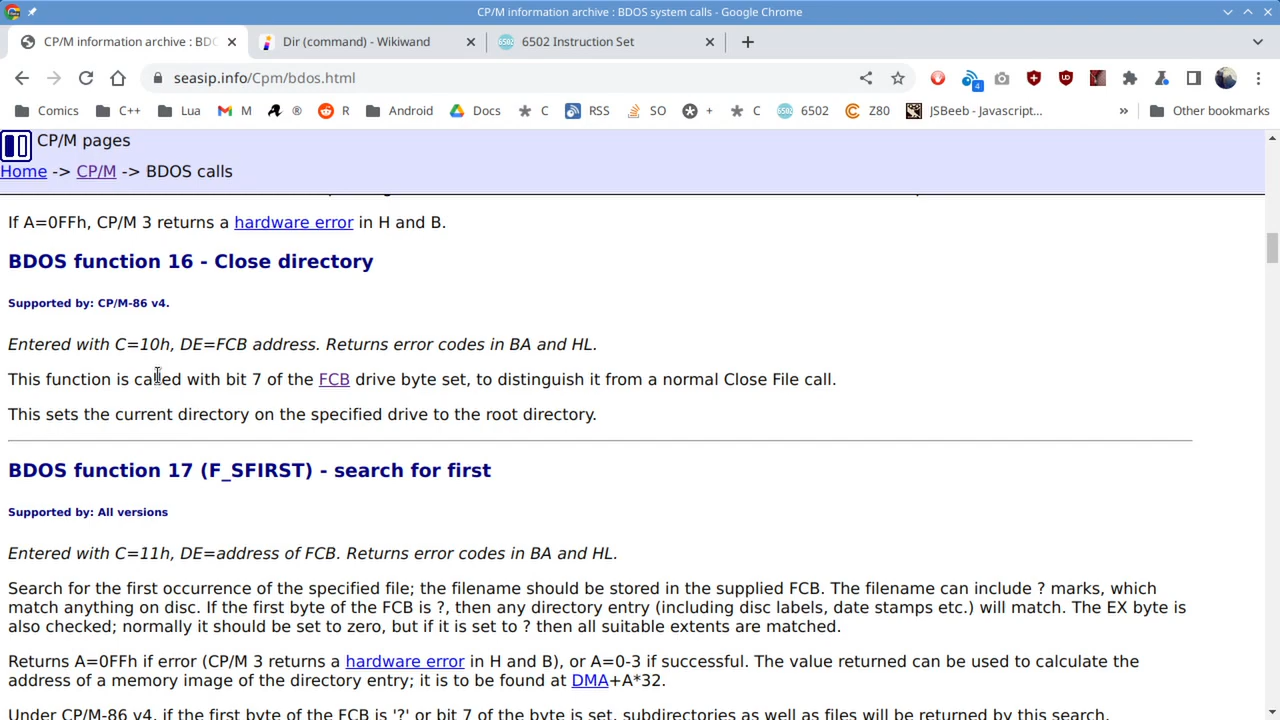 CP/M information archive : BDOS system calls - Google Chrome
CP/M information archive : BDO
Dir (command) - Wikiwand
6502 Instruction Set
seasip.info/Cpm/bdos.html
4
Comics C++ Lua M ® R Android Docs C RSS SO + C 6502 Z80 JSBeeb - Javascript... » Other bookmarks
CP/M pages
Home -> CP/M -> BDOS calls
If A=0FFh, CP/M 3 returns a hardware error in H and B.
BDOS function 16 - Close directory
Supported by: CP/M-86 v4.
Entered with C=10h, DE=FCB address. Returns error codes in BA and HL.
This function is called with bit 7 of the FCB drive byte set, to distinguish it from a normal Close File call.
This sets the current directory on the specified drive to the root directory.
BDOS function 17 (F_SFIRST) - search for first
Supported by: All versions
Entered with C=11h, DE=address of FCB. Returns error codes in BA and HL.
Search for the first occurrence of the specified file; the filename should be stored in the supplied FCB. The filename can include ? marks, which
match anything on disc. If the first byte of the FCB is ?, then any directory entry (including disc labels, date stamps etc.) will match. The EX byte is
also checked; normally it should be set to zero, but if it is set to ? then all suitable extents are matched.
Returns A=0FFh if error (CP/M 3 returns a hardware error in H and B), or A=0-3 if successful. The value returned can be used to calculate the
address of a memory image of the directory entry; it is to be found at DMA+A*32.
Under CP/M-86 v4, if the first byte of the FCB is '?' or bit 7 of the byte is set, subdirectories as well as files will be returned by this search.